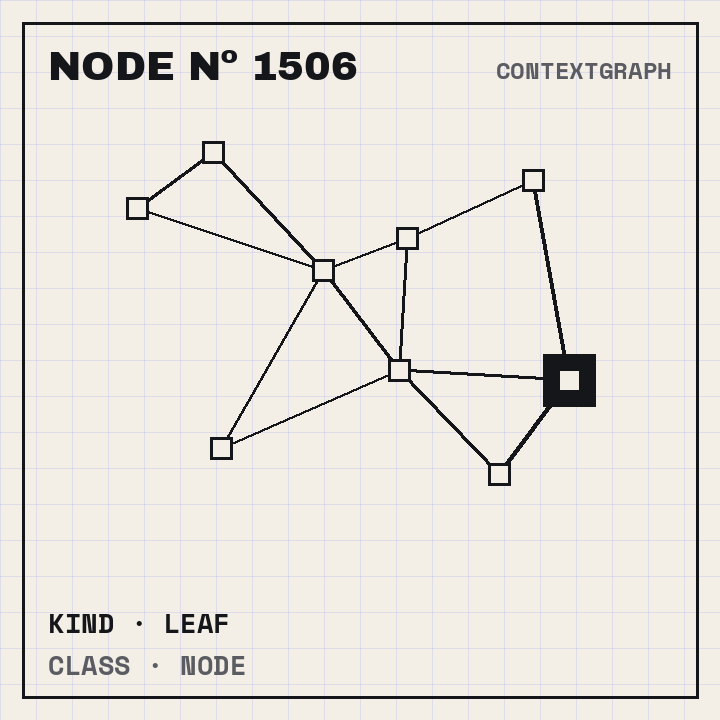 NODE Nº 1506
CONTEXTGRAPH
KIND · LEAF
CLASS · NODE